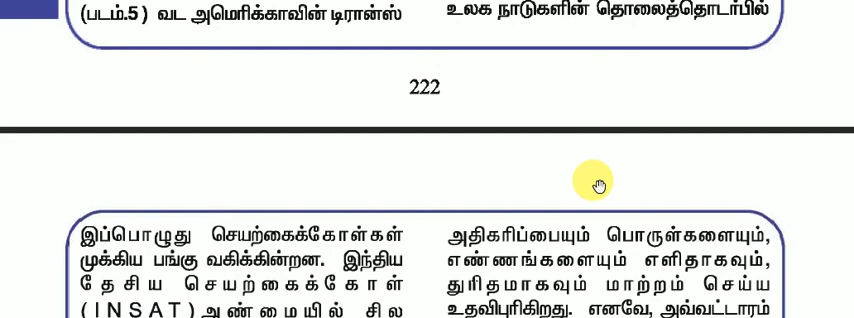 (படம்.5) வட அமெரிக்காவின் டிரான்ஸ்
உலக நாடுகளின் தொலைத்தொடர்பில்
222
இப்பொழுது செயற்கைக்கோள்கள்
முக்கிய பங்கு வகிக்கின்றன. இந்திய
தேசிய செயற்கைக்கோள்
(INSAT) அண்மையில் சில
அதிகரிப்பையும் பொருள்களையும்,
எண்ணங்களையும் எளிதாகவும்,
துரிதமாகவும் மாற்றம் செய்ய
உதவிபுரிகிறது. எனவே, அவ்வட்டாரம்